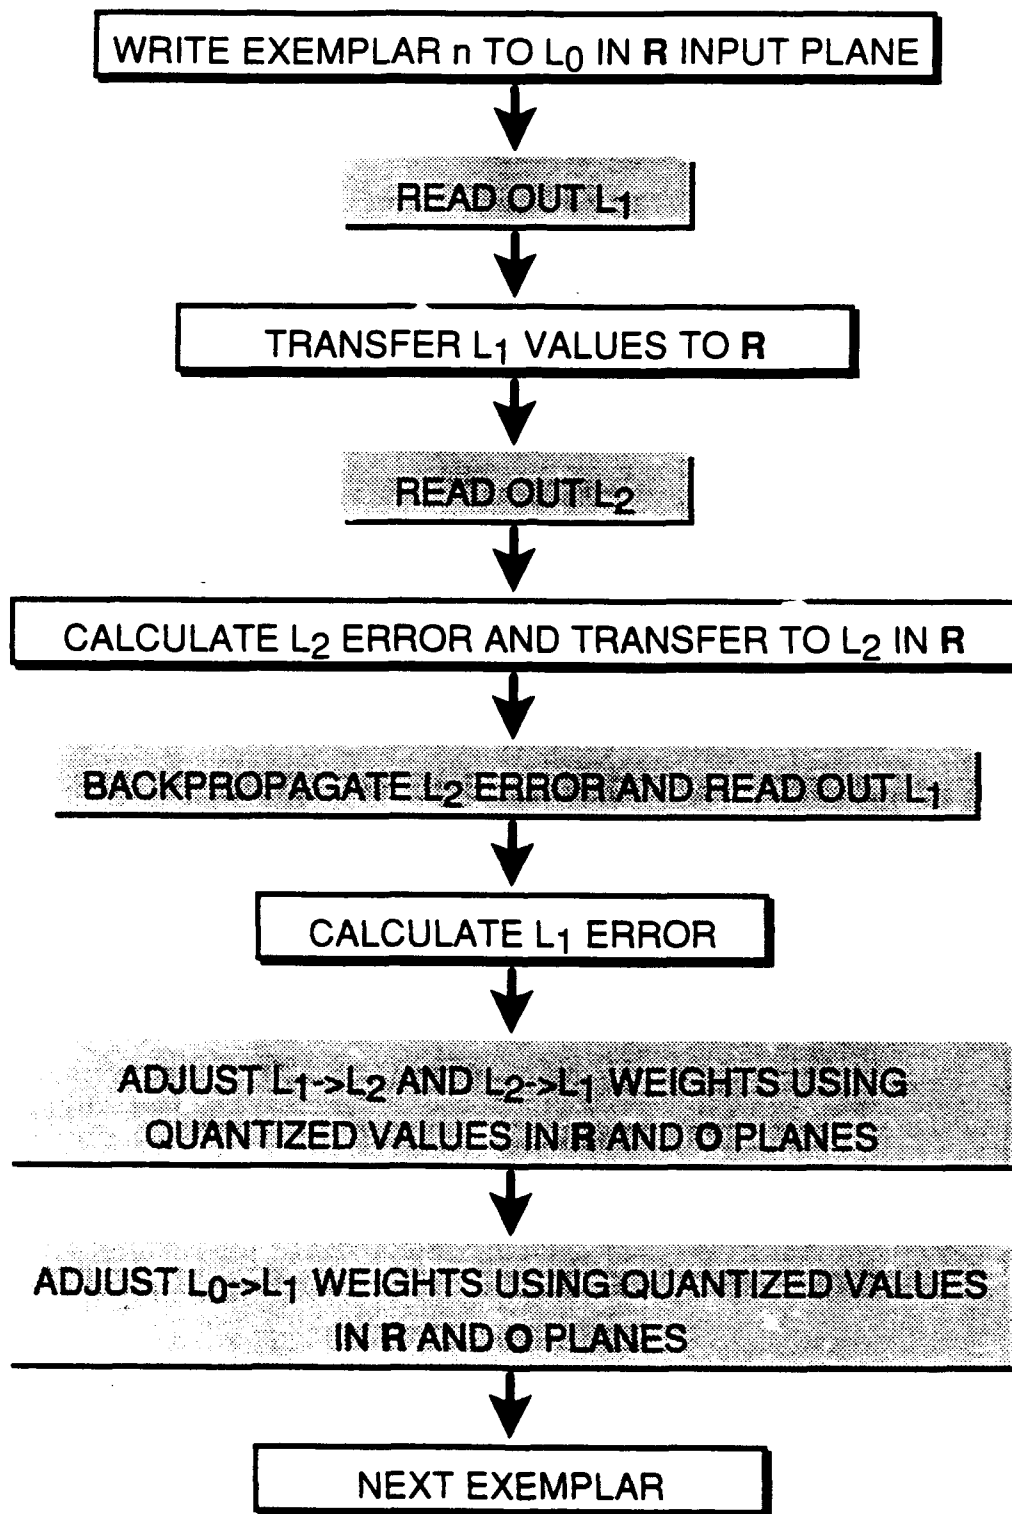 WRITE EXEMPLAR n TO L0 IN R INPUT PLANE
READ OUT L1
TRANSFER L1 VALUES TO R
READ OUT L2
CALCULATE L2 ERROR AND TRANSFER TO L2 IN R
BACKPROPAGATE L2 ERROR AND READ OUT L1
CALCULATE L1 ERROR
ADJUST L1->L2 AND L2->L1 WEIGHTS USING
QUANTIZED VALUES IN R AND O PLANES
ADJUST L0->L1 WEIGHTS USING QUANTIZED VALUES
IN R AND O PLANES
NEXT EXEMPLAR